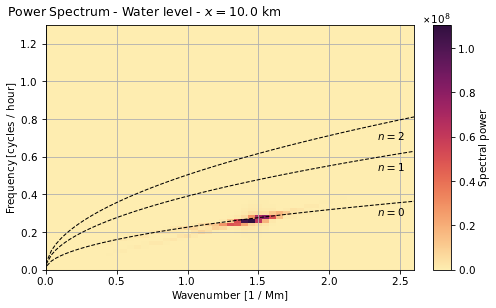 Power Spectrum - Water level - x = 10.0 km
×10⁸
1.2
1.0
0.8
0.6
0.4
0.2
0.0
Frequency [cycles / hour]
n = 2
n = 1
n = 0
0.0 0.5 1.0 1.5 2.0 2.5
Wavenumber [1 / Mm]
1.0
0.8
0.6
0.4
0.2
0.0
Spectral power